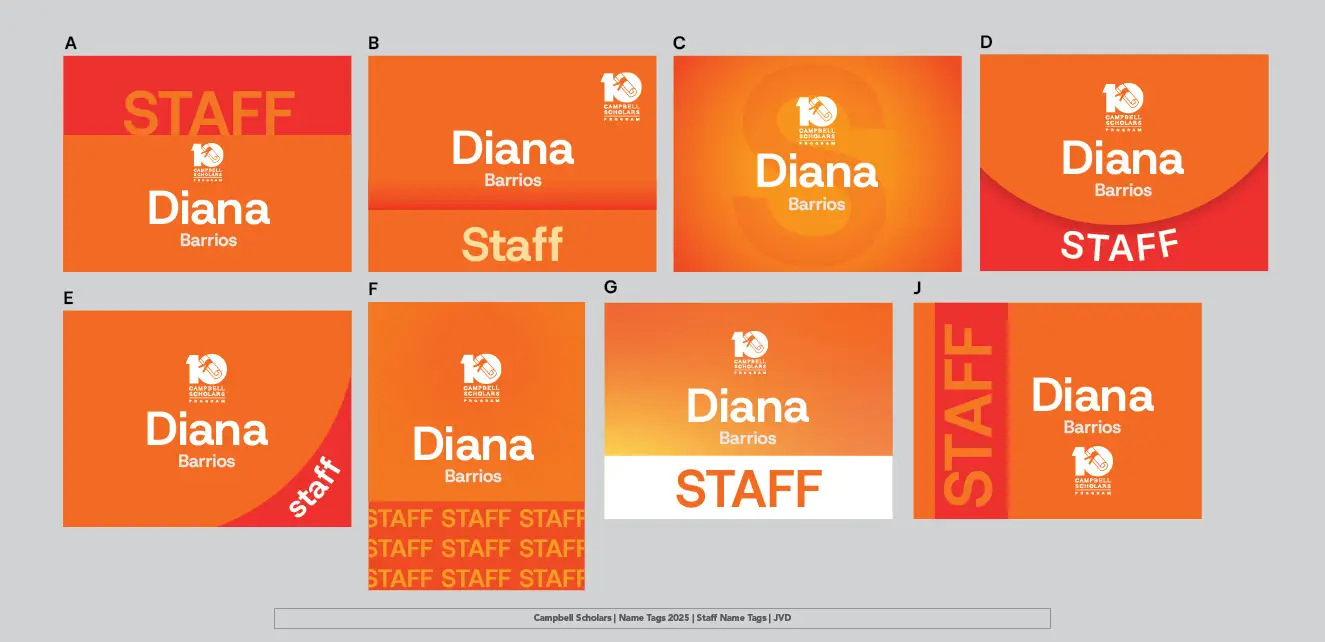 A
STAFF
10
CAMPBELL
SCHOLARS
PROGRAM
Diana
Barrios
B
10
CAMPBELL
SCHOLARS
PROGRAM
Diana
Barrios
Staff
C
S
10
CAMPBELL
SCHOLARS
PROGRAM
Diana
Barrios
D
10
CAMPBELL
SCHOLARS
PROGRAM
Diana
Barrios
STAFF
E
10
CAMPBELL
SCHOLARS
PROGRAM
Diana
Barrios
staff
F
10
CAMPBELL
SCHOLARS
PROGRAM
Diana
Barrios
STAFF STAFF STAFF
STAFF STAFF STAFF
STAFF STAFF STAFF
G
10
CAMPBELL
SCHOLARS
PROGRAM
Diana
Barrios
STAFF
J
STAFF
Diana
Barrios
10
CAMPBELL
SCHOLARS
PROGRAM
Campbell Scholars | Name Tags 2025 | Staff Name Tags | JVD